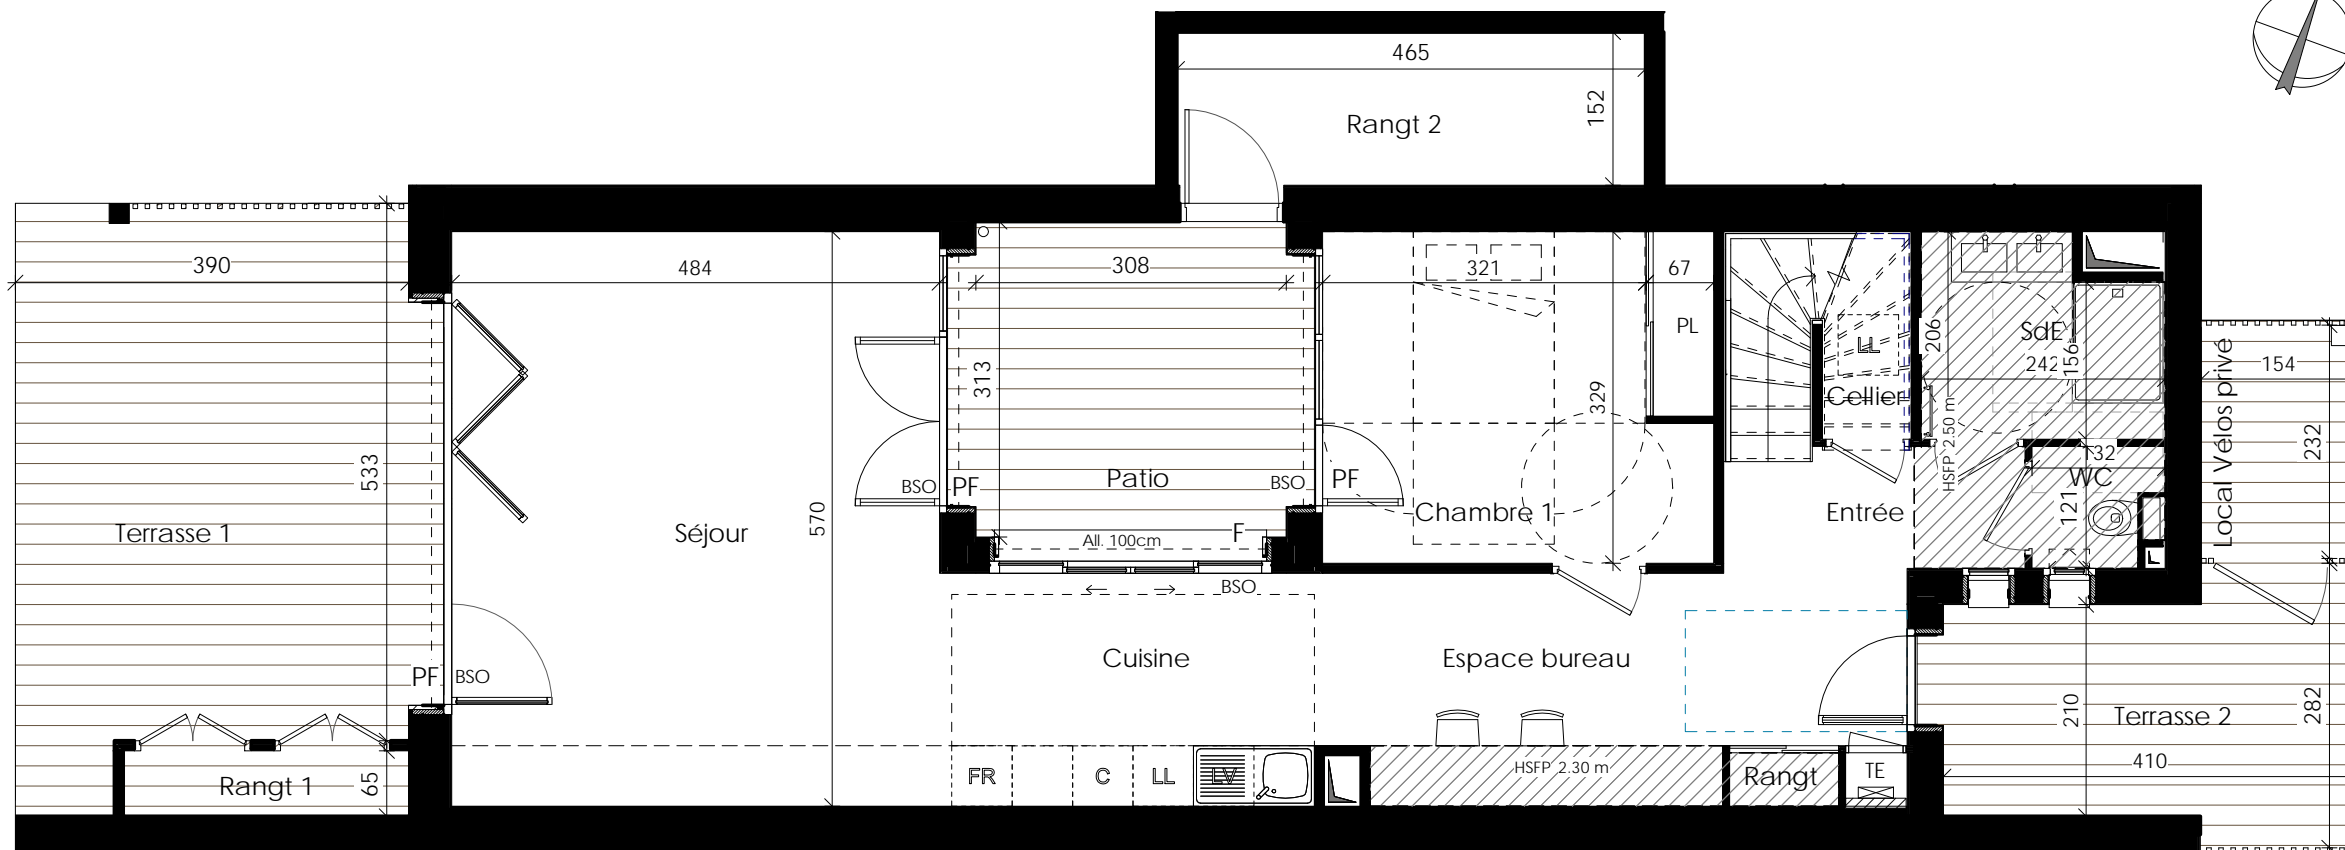 465
152
Rangt 2
390
484
308
321
67
PL
206
LL
SdE
242
156
Cellier
154
Local Vélos privé
232
313
329
533
570
HSFP 2.50 m
132
WC
121
BSO
PF
Patio
BSO
PF
Chambre 1
Entrée
Terrasse 1
Séjour
All. 100cm
F
BSO
Cuisine
Espace bureau
PF
BSO
210
Terrasse 2
282
410
Rangt 1
65
FR
C
LL
LV
HSFP 2.30 m
Rangt
TE